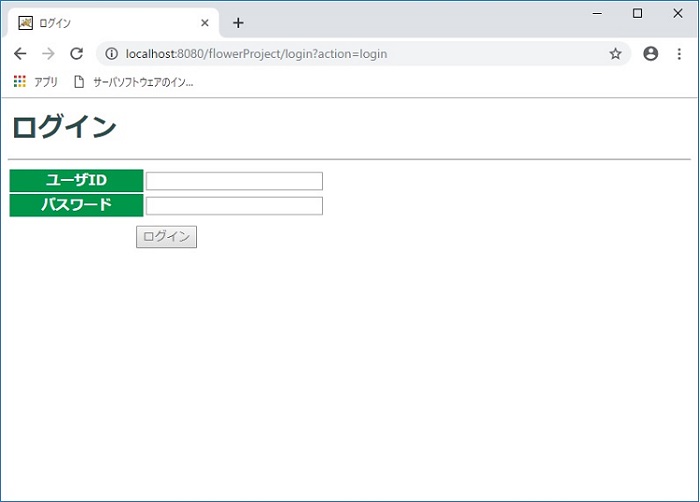 ログイン
localhost:8080/flowerProject/login?action=login
アプリ サーバソフトウェアのイン...
ログイン
ユーザID
パスワード
ログイン